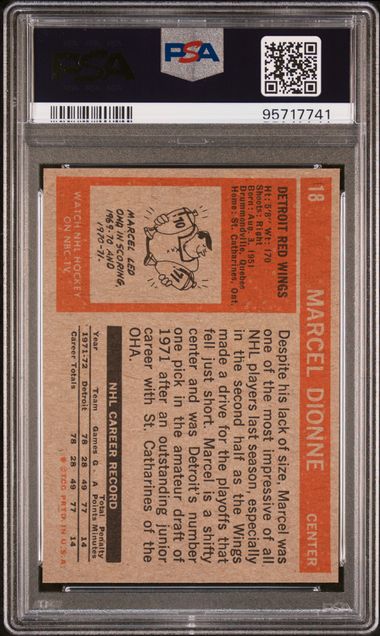 PSA
PSA
95717741
18
MARCEL DIONNE
CENTER
DETROIT RED WINGS
Ht: 5'8" Wt: 170
Shoots: Right
Born: Aug. 3, 1951
Drummondville, Quebec
Home: St. Catharines, Ont.
Despite his lack of size, Marcel was
one of the most impressive of all
NHL players last season, especially
in the second half as the Wings
made a drive for the playoffs that
fell just short. Marcel is a shifty
center and was Detroit's number
one pick in the amateur draft of
1971 after an outstanding junior
career with St. Catharines of the
OHA.
MARCEL LED
OHA IN SCORING,
1969-70 AND
1970-71.
WATCH NHL HOCKEY
ON NBC TV.
NHL CAREER RECORD
Total Penalty
Year Team Games G. A. Points Minutes
1971-72 Detroit 78 28 49 77 14
Career Totals 78 28 49 77 14
© T.C.G. PRTD. IN U.S.A.